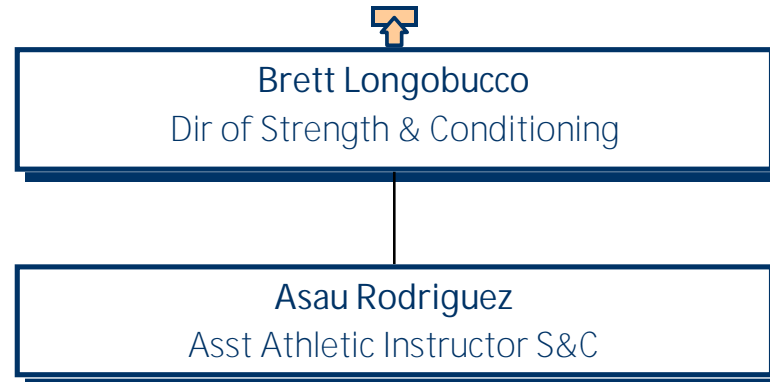 Brett Longobucco
Dir of Strength & Conditioning
Asau Rodriguez
Asst Athletic Instructor S&C